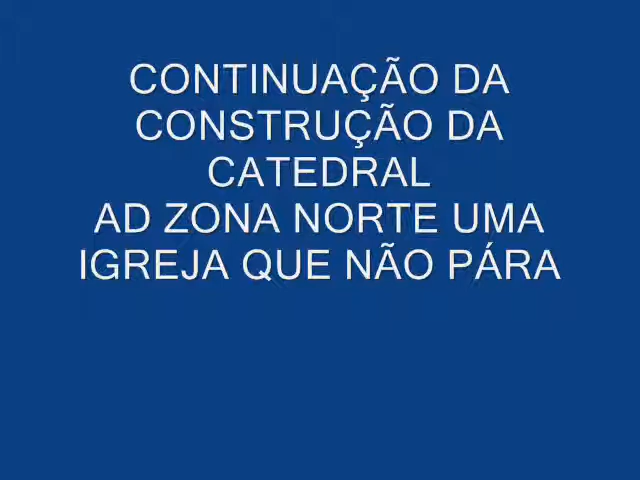 CONTINUAÇÃO DA
CONSTRUÇÃO DA
CATEDRAL
AD ZONA NORTE UMA
IGREJA QUE NÃO PÁRA